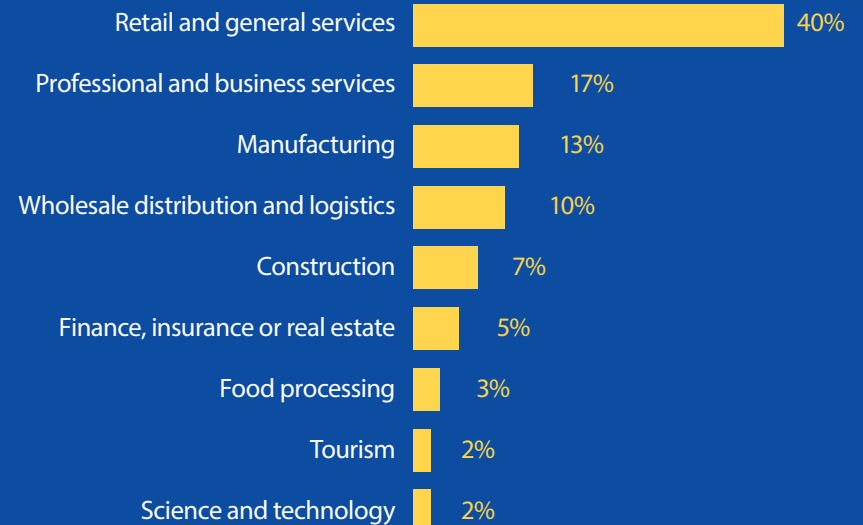 Retail and general services 40%
Professional and business services 17%
Manufacturing 13%
Wholesale distribution and logistics 10%
Construction 7%
Finance, insurance or real estate 5%
Food processing 3%
Tourism 2%
Science and technology 2%